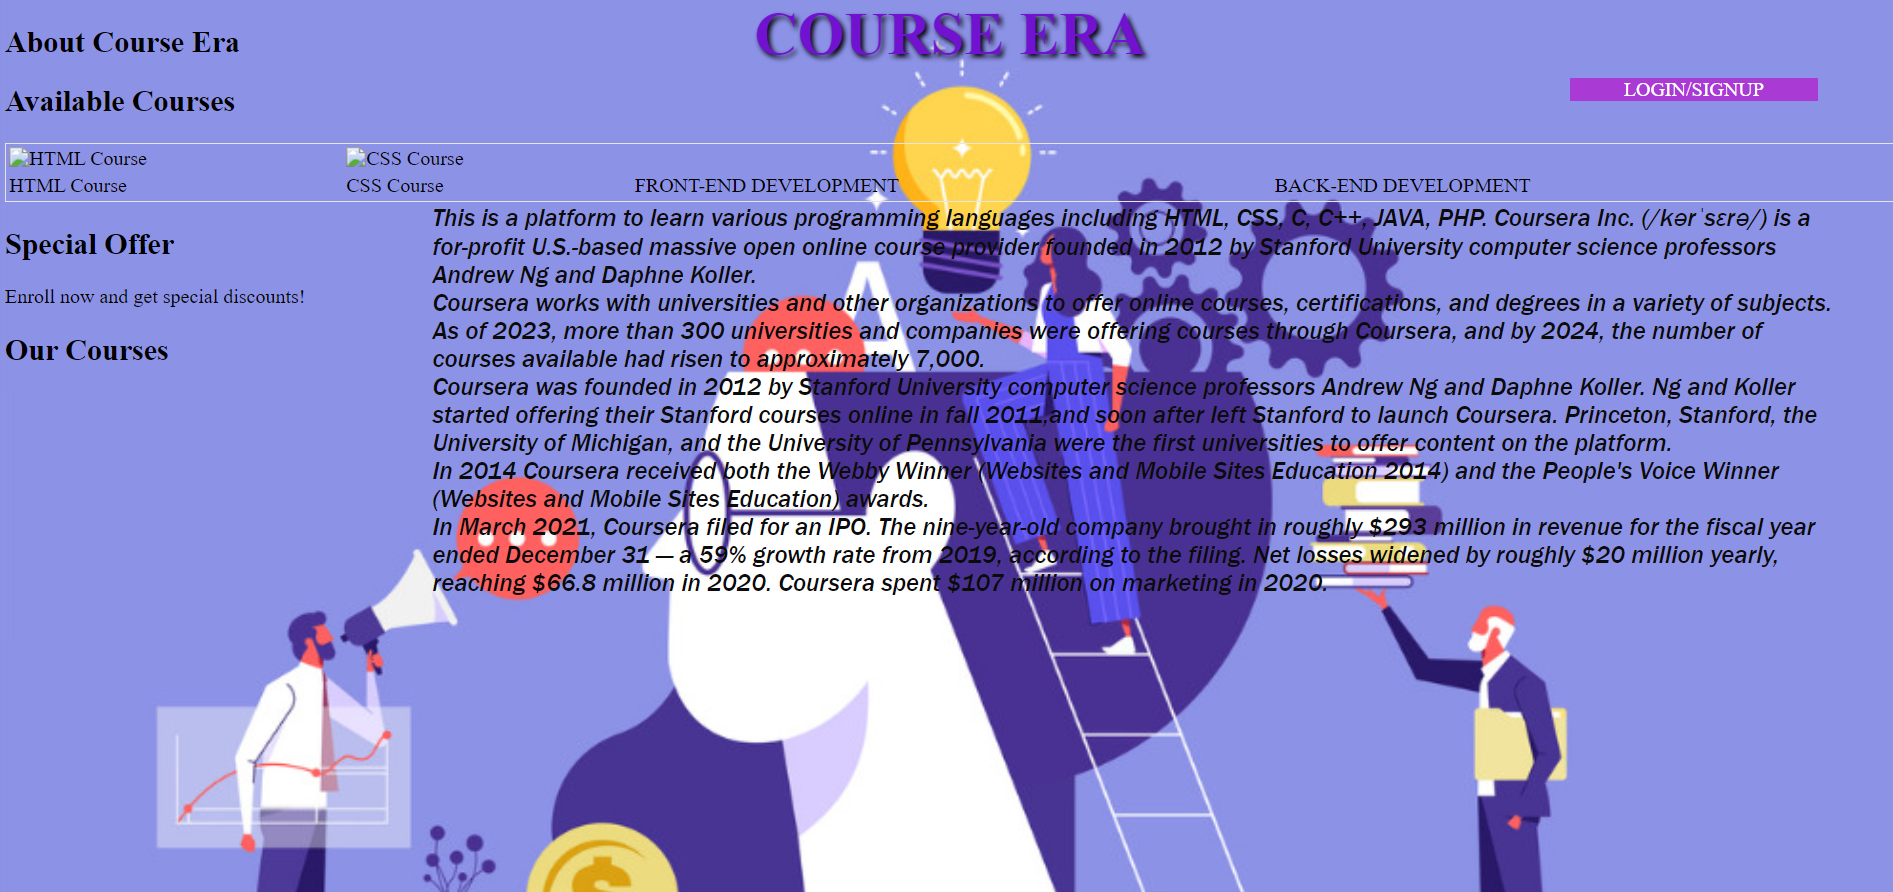 COURSE ERA
About Course Era
Available Courses
LOGIN/SIGNUP
HTML Course
CSS Course
HTML Course
CSS Course
FRONT-END DEVELOPMENT
BACK-END DEVELOPMENT
This is a platform to learn various programming languages including HTML, CSS, C, C++, JAVA, PHP. Coursera Inc. (/kərˈsɛrə/) is a
for-profit U.S.-based massive open online course provider founded in 2012 by Stanford University computer science professors
Andrew Ng and Daphne Koller.
Coursera works with universities and other organizations to offer online courses, certifications, and degrees in a variety of subjects.
As of 2023, more than 300 universities and companies were offering courses through Coursera, and by 2024, the number of
courses available had risen to approximately 7,000.
Coursera was founded in 2012 by Stanford University computer science professors Andrew Ng and Daphne Koller. Ng and Koller
started offering their Stanford courses online in fall 2011,and soon after left Stanford to launch Coursera. Princeton, Stanford, the
University of Michigan, and the University of Pennsylvania were the first universities to offer content on the platform.
In 2014 Coursera received both the Webby Winner (Websites and Mobile Sites Education 2014) and the People's Voice Winner
(Websites and Mobile Sites Education) awards.
In March 2021, Coursera filed for an IPO. The nine-year-old company brought in roughly $293 million in revenue for the fiscal year
ended December 31 — a 59% growth rate from 2019, according to the filing. Net losses widened by roughly $20 million yearly,
reaching $66.8 million in 2020. Coursera spent $107 million on marketing in 2020.
Special Offer
Enroll now and get special discounts!
Our Courses
A
$